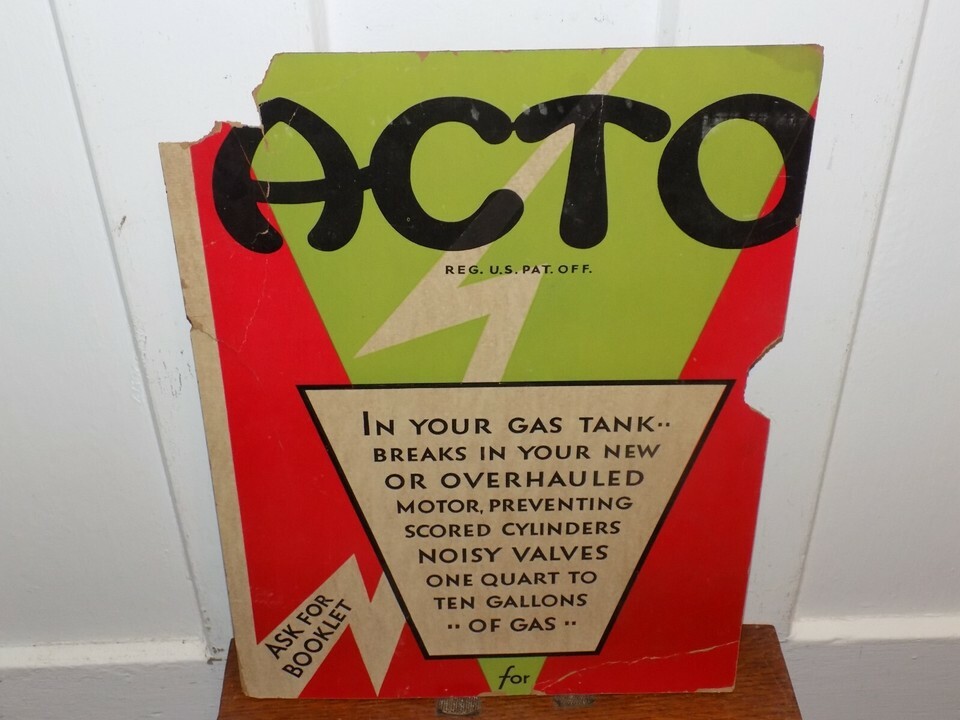 ACTO
REG. U.S. PAT. OFF.
IN YOUR GAS TANK··
BREAKS IN YOUR NEW
OR OVERHAULED
MOTOR, PREVENTING
SCORED CYLINDERS
NOISY VALVES
ONE QUART TO
TEN GALLONS
·· OF GAS ··
ASK FOR
BOOKLET
for